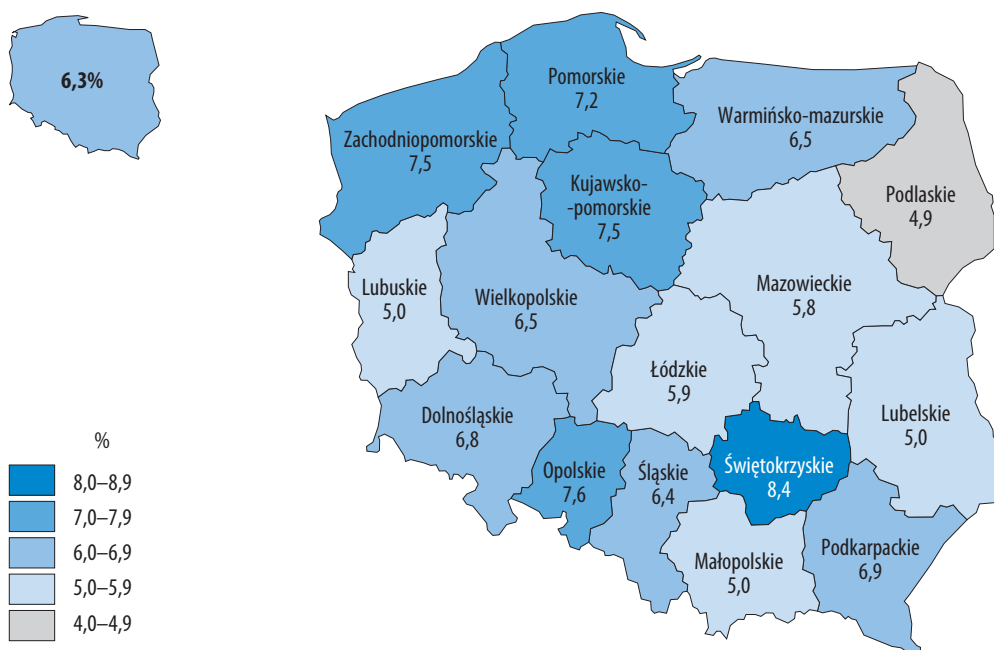 6,3%
Pomorskie
7,2
Warmińsko-mazurskie
6,5
Zachodniopomorskie
7,5
Kujawsko-
-pomorskie
7,5
Podlaskie
4,9
Lubuskie
5,0
Wielkopolskie
6,5
Mazowieckie
5,8
Łódzkie
5,9
Lubelskie
5,0
Dolnośląskie
6,8
Opolskie
7,6
Śląskie
6,4
Świętokrzyskie
8,4
Małopolskie
5,0
Podkarpackie
6,9
%
8,0–8,9
7,0–7,9
6,0–6,9
5,0–5,9
4,0–4,9